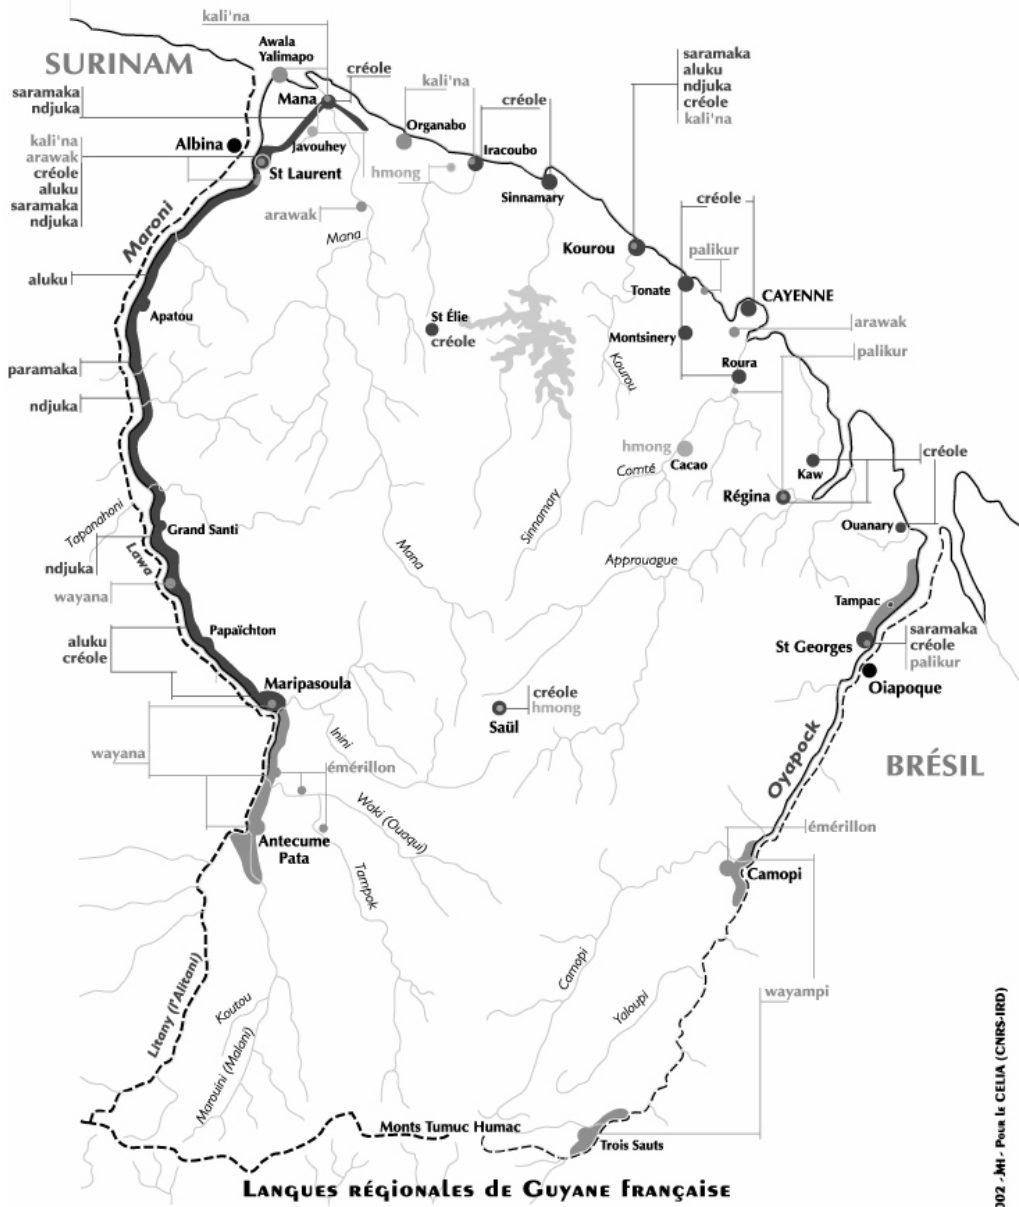 kali'na
Awala
Yalimapo
SURINAM
créole
saramaka
ndjuka
Mana
kali'na
saramaka
aluku
ndjuka
créole
kali'na
créole
Organabo
Albina
Javouhey
Iracoubo
kali'na
arawak
créole
aluku
saramaka
ndjuka
St Laurent
hmong
Sinnamary
arawak
créole
Maroni
Mana
Kourou
palikur
aluku
Tonate
CAYENNE
Apatou
St Élie
créole
Montsinery
arawak
palikur
paramaka
Kourou
Roura
ndjuka
hmong
Cacao
Comté
Kaw
créole
Régina
Tapanahoni
Grand Santi
Sinnamary
Ouanary
Lawa
Mana
Approuague
ndjuka
wayana
Tampac
Papaïchton
aluku
créole
St Georges
saramaka
créole
palikur
Maripasoula
Oiapoque
créole
hmong
Saül
Inini
wayana
émérillon
Oyapock
BRÉSIL
Waki (Ouaqui)
émérillon
Antecume
Pata
Tampok
Camopi
Camopi
wayampi
Litany (l'Alitani)
Koutou
Yaloupi
Marouini (Malani)
Monts Tumuc Humac
Trois Sauts
Langues régionales de Guyane française
002 - JMH - Pour le CELIA (CNRS-IRD)